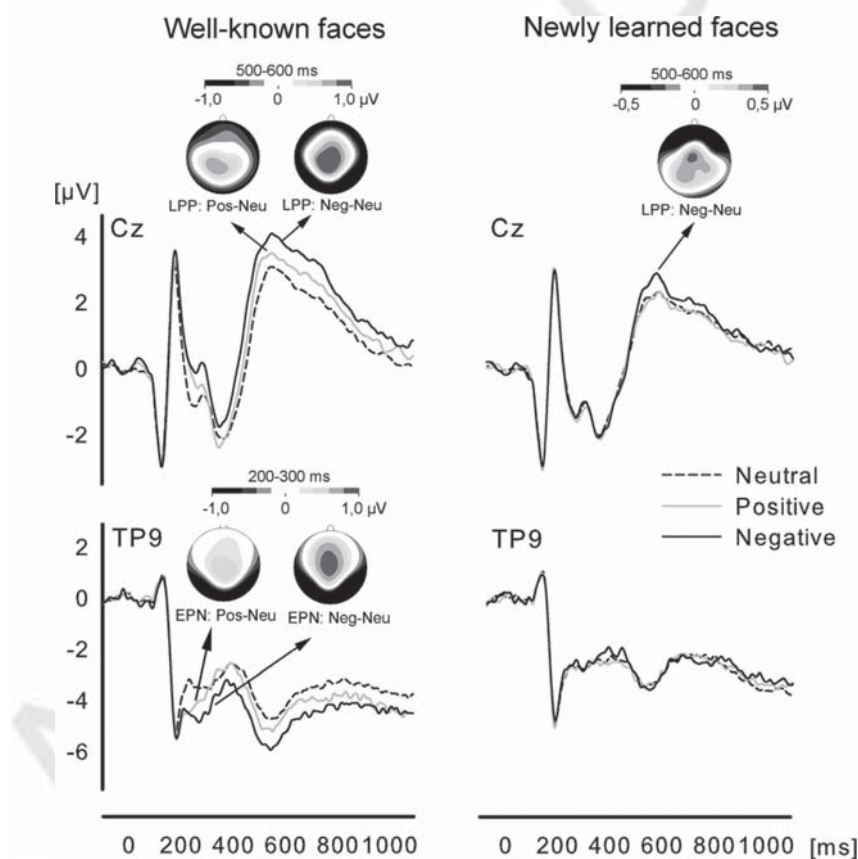 Well-known faces
Newly learned faces
500-600 ms
-1,0 0 1,0 µV
500-600 ms
-0,5 0 0,5 µV
[µV]
LPP: Pos-Neu LPP: Neg-Neu
LPP: Neg-Neu
Cz
Cz
4
2
0
-2
200-300 ms
-1,0 0 1,0 µV
Neutral
Positive
Negative
TP9
TP9
2
0
-2
-4
-6
EPN: Pos-Neu EPN: Neg-Neu
0 200 400 600 800 1000
0 200 400 600 800 1000 [ms]